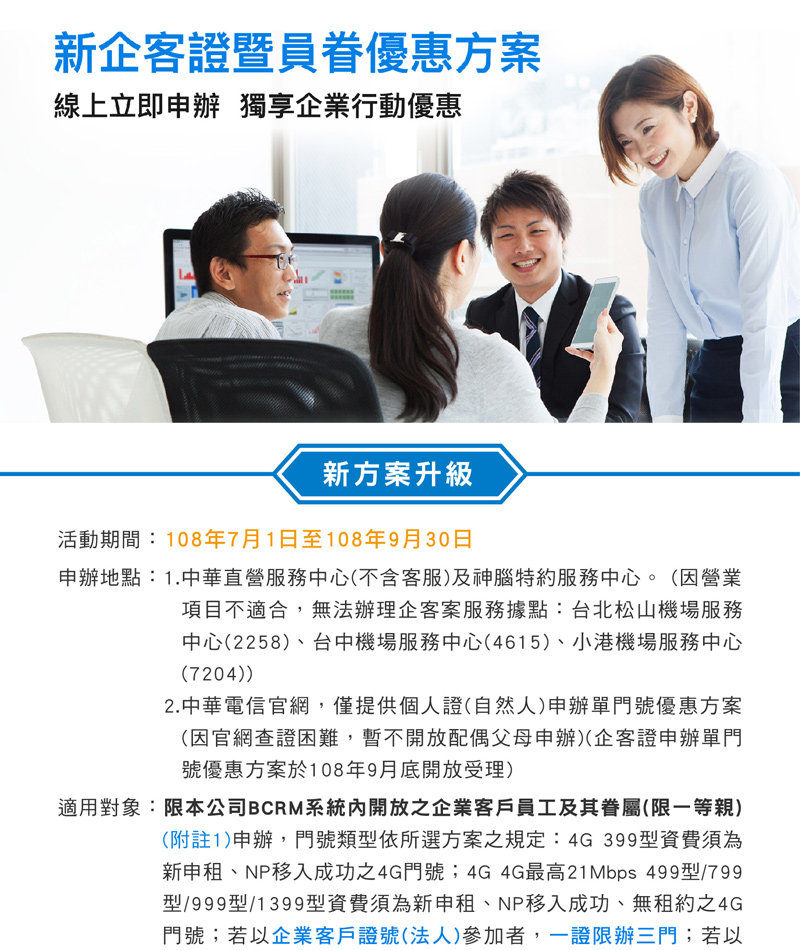 新企客證暨員眷優惠方案
線上立即申辦 獨享企業行動優惠
新方案升級
活動期間：108年7月1日至108年9月30日
申辦地點：1.中華直營服務中心(不含客服)及神腦特約服務中心。(因營業
項目不適合，無法辦理企客案服務據點：台北松山機場服務
中心(2258)、台中機場服務中心(4615)、小港機場服務中心
(7204))
2.中華電信官網，僅提供個人證(自然人)申辦單門號優惠方案
(因官網查證困難，暫不開放配偶父母申辦)(企客證申辦單門
號優惠方案於108年9月底開放受理)
適用對象：限本公司BCRM系統內開放之企業客戶員工及其眷屬(限一等親)
(附註1)申辦，門號類型依所選方案之規定：4G 399型資費須為
新申租、NP移入成功之4G門號；4G 4G最高21Mbps 499型/799
型/999型/1399型資費須為新申租、NP移入成功、無租約之4G
門號；若以企業客戶證號(法人)參加者，一證限辦三門；若以